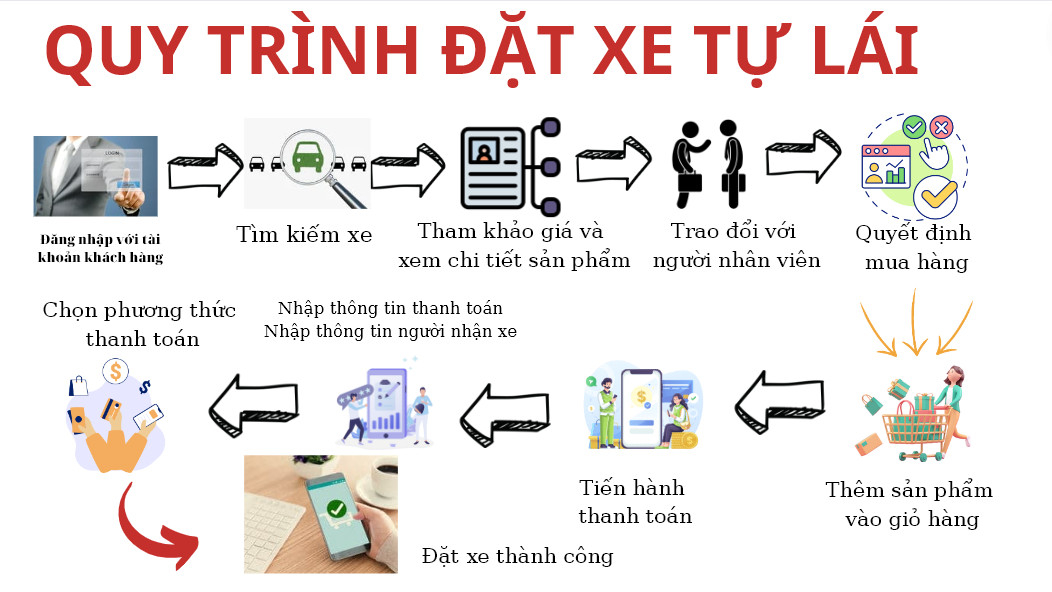 QUY TRÌNH ĐẶT XE TỰ LÁI
LOGIN
Đăng nhập với tài
khoản khách hàng
Tìm kiếm xe
Tham khảo giá và
xem chi tiết sản phẩm
Trao đổi với
người nhân viên
Quyết định
mua hàng
Thêm sản phẩm
vào giỏ hàng
Tiến hành
thanh toán
Nhập thông tin thanh toán
Nhập thông tin người nhận xe
Chọn phương thức
thanh toán
Đặt xe thành công